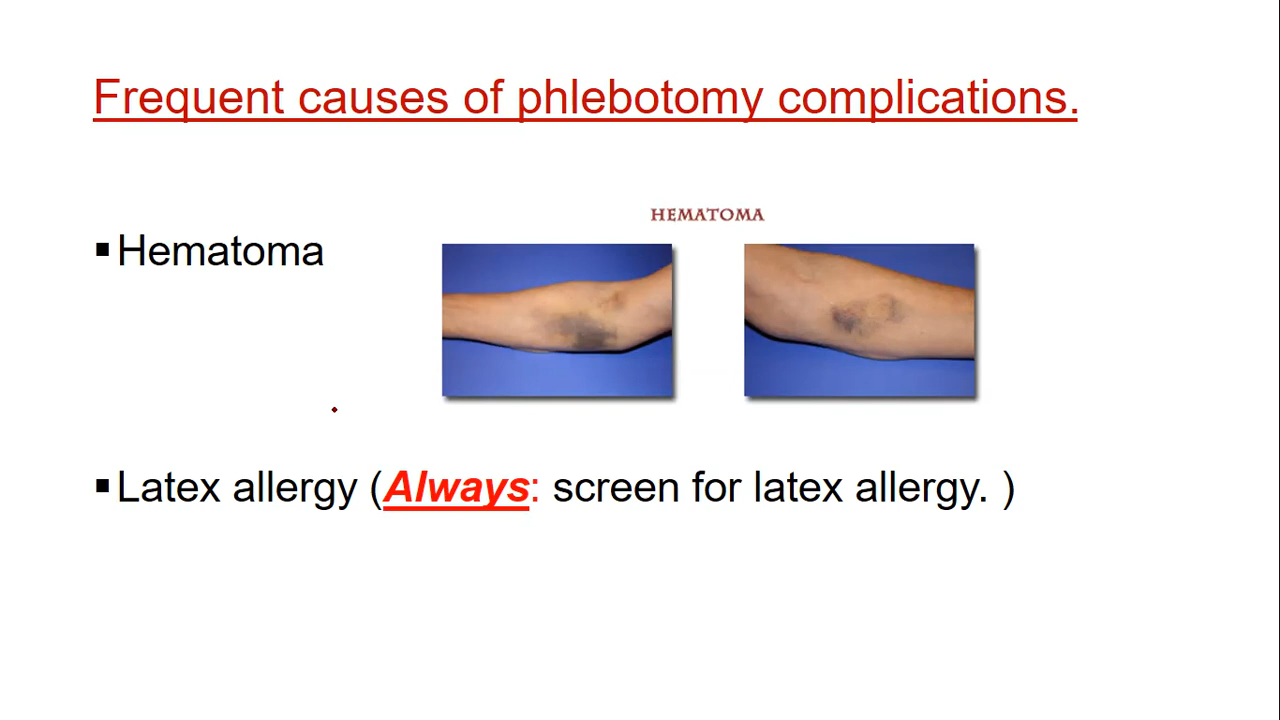 Frequent causes of phlebotomy complications.
HEMATOMA
▪Hematoma
▪Latex allergy (Always: screen for latex allergy. )